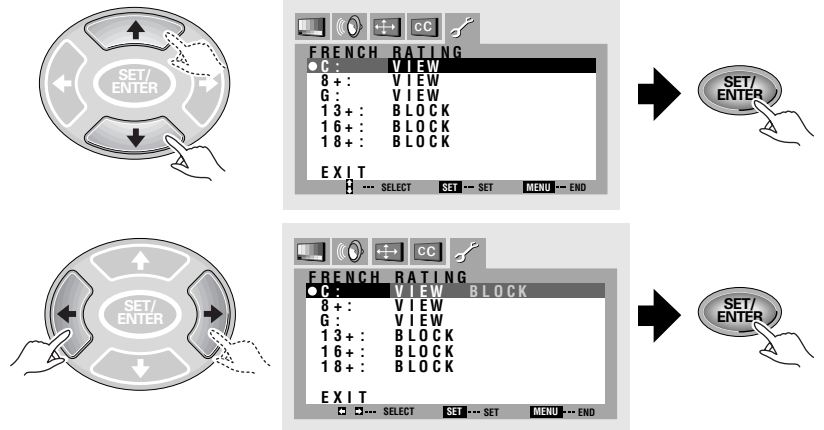 SET/
ENTER
CC
FRENCH RATING
C: VIEW
8+: VIEW
G: VIEW
13+: BLOCK
16+: BLOCK
18+: BLOCK
EXIT
--- SELECT SET --- SET MENU --- END
SET/
ENTER
SET/
ENTER
CC
FRENCH RATING
C: VIEW BLOCK
8+: VIEW
G: VIEW
13+: BLOCK
16+: BLOCK
18+: BLOCK
EXIT
--- SELECT SET --- SET MENU --- END
SET/
ENTER